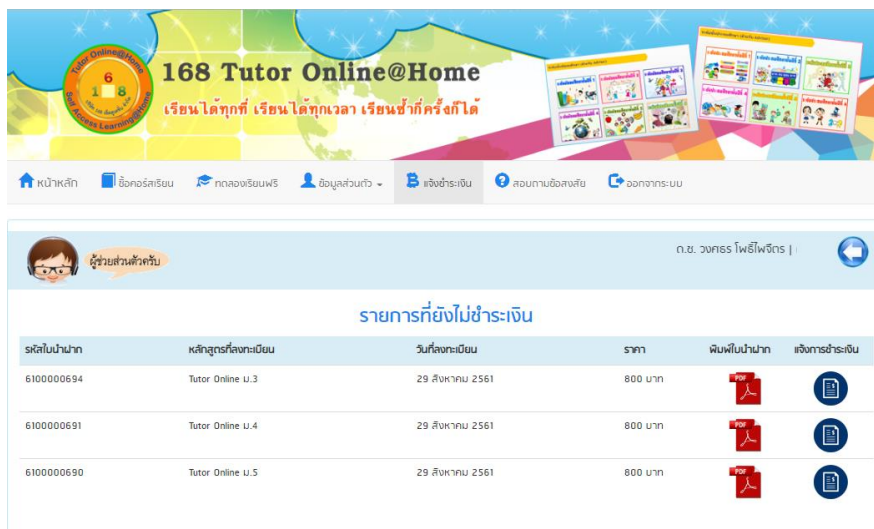 Tutor Online@Home
6
1 8
Self Access Learning@Home
168 Tutor Online@Home
เรียนได้ทุกที่ เรียนได้ทุกเวลา เรียนซ้ำกี่ครั้งก็ได้
หน้าหลัก ซื้อคอร์สเรียน ทดลองเรียนฟรี ข้อมูลส่วนตัว แจ้งชำระเงิน สอบถามข้อสงสัย ออกจากระบบ
ผู้ช่วยส่วนตัวครับ
ด.ช. วงศธร โพธิ์ไพจิตร |
รายการที่ยังไม่ชำระเงิน
รหัสใบนำฝาก หลักสูตรที่ลงทะเบียน วันที่ลงทะเบียน ราคา พิมพ์ใบนำฝาก แจ้งการชำระเงิน
6100000694 Tutor Online ม.3 29 สิงหาคม 2561 800 บาท PDF
6100000691 Tutor Online ม.4 29 สิงหาคม 2561 800 บาท PDF
6100000690 Tutor Online ม.5 29 สิงหาคม 2561 800 บาท PDF